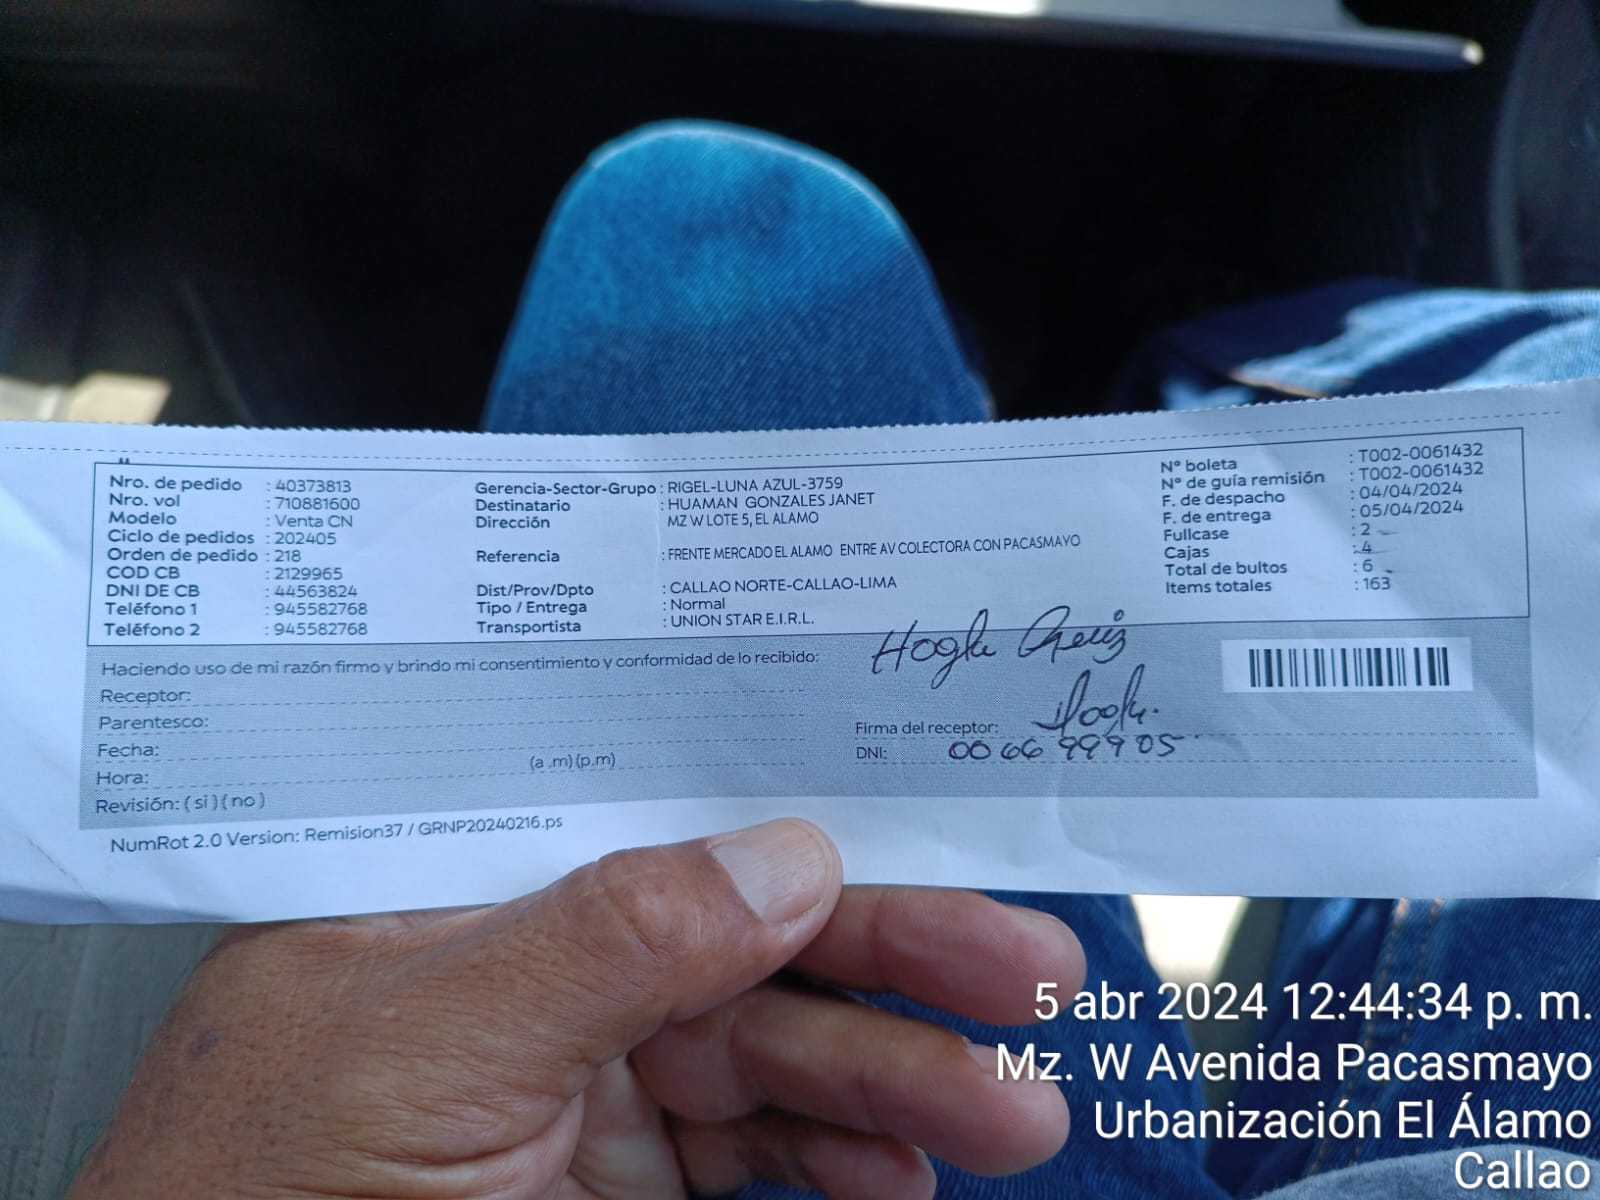 Nro. de pedido : 40373813
Nro. vol : 710881600
Modelo : Venta CN
Ciclo de pedidos : 202405
Orden de pedido : 218
COD CB : 2129965
DNI DE CB : 44563824
Teléfono 1 : 945582768
Teléfono 2 : 945582768
Gerencia-Sector-Grupo : RIGEL-LUNA AZUL-3759
Destinatario : HUAMAN GONZALES JANET
Dirección MZ W LOTE 5, EL ALAMO
Referencia : FRENTE MERCADO EL ALAMO ENTRE AV COLECTORA CON PACASMAYO
Dist/Prov/Dpto : CALLAO NORTE-CALLAO-LIMA
Tipo / Entrega : Normal
Transportista : UNION STAR E.I.R.L.
N° boleta : T002-0061432
N° de guía remisión : T002-0061432
F. de despacho : 04/04/2024
F. de entrega : 05/04/2024
Fullcase : 2
Cajas : 4
Total de bultos : 6
Items totales : 163
Haciendo uso de mi razón firmo y brindo mi consentimiento y conformidad de lo recibido:
Receptor:
Parentesco:
Fecha:
Hora: (a .m) (p.m)
Revisión: ( si ) ( no )
Firma del receptor:
DNI: 00 66 99905
NumRot 2.0 Version: Remision37 / GRNP20240216.ps
5 abr 2024 12:44:34 p. m.
Mz. W Avenida Pacasmayo
Urbanización El Álamo
Callao